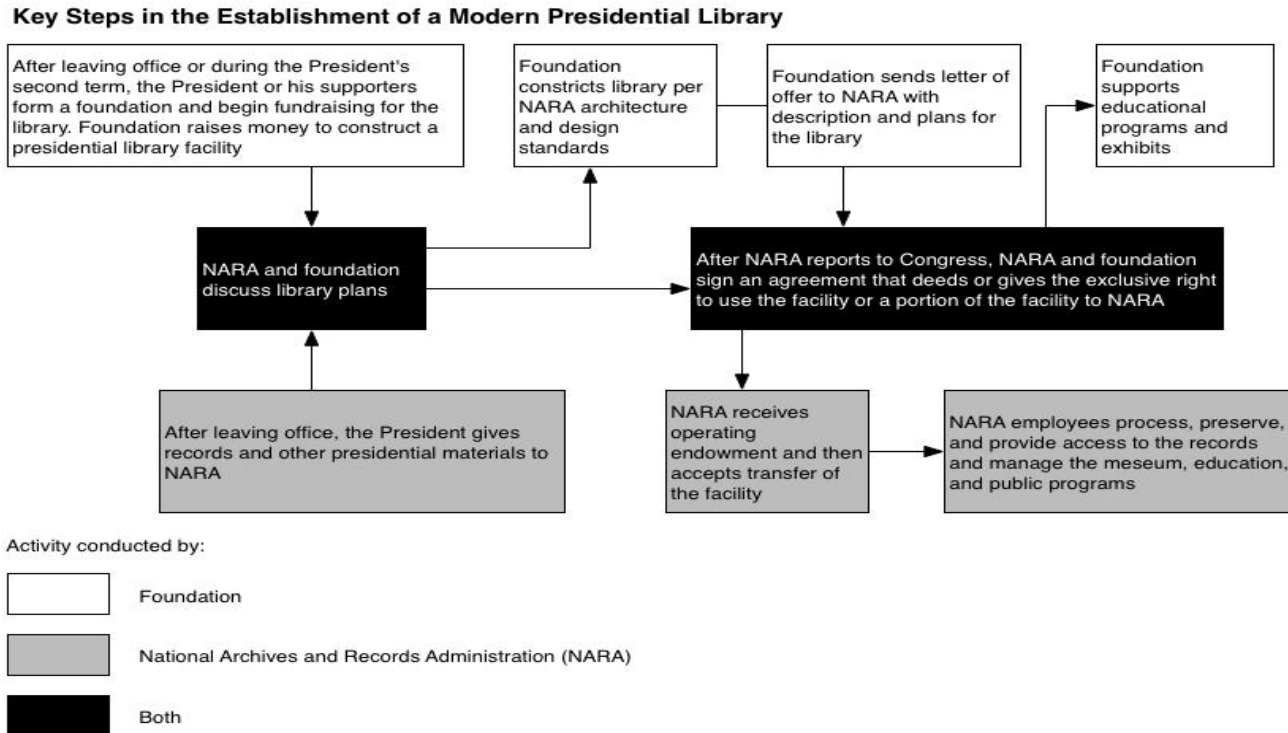 Key Steps in the Establishment of a Modern Presidential Library
After leaving office or during the President's
second term, the President or his supporters
form a foundation and begin fundraising for the
library. Foundation raises money to construct a
presidential library facility
Foundation
constricts library per
NARA architecture
and design
standards
Foundation sends letter of
offer to NARA with
description and plans for
the library
Foundation
supports
educational
programs and
exhibits
NARA and foundation
discuss library plans
After NARA reports to Congress, NARA and foundation
sign an agreement that deeds or gives the exclusive right
to use the facility or a portion of the facility to NARA
After leaving office, the President gives
records and other presidential materials to
NARA
NARA receives
operating
endowment and then
accepts transfer of
the facility
NARA employees process, preserve,
and provide access to the records
and manage the meseum, education,
and public programs
Activity conducted by:
Foundation
National Archives and Records Administration (NARA)
Both